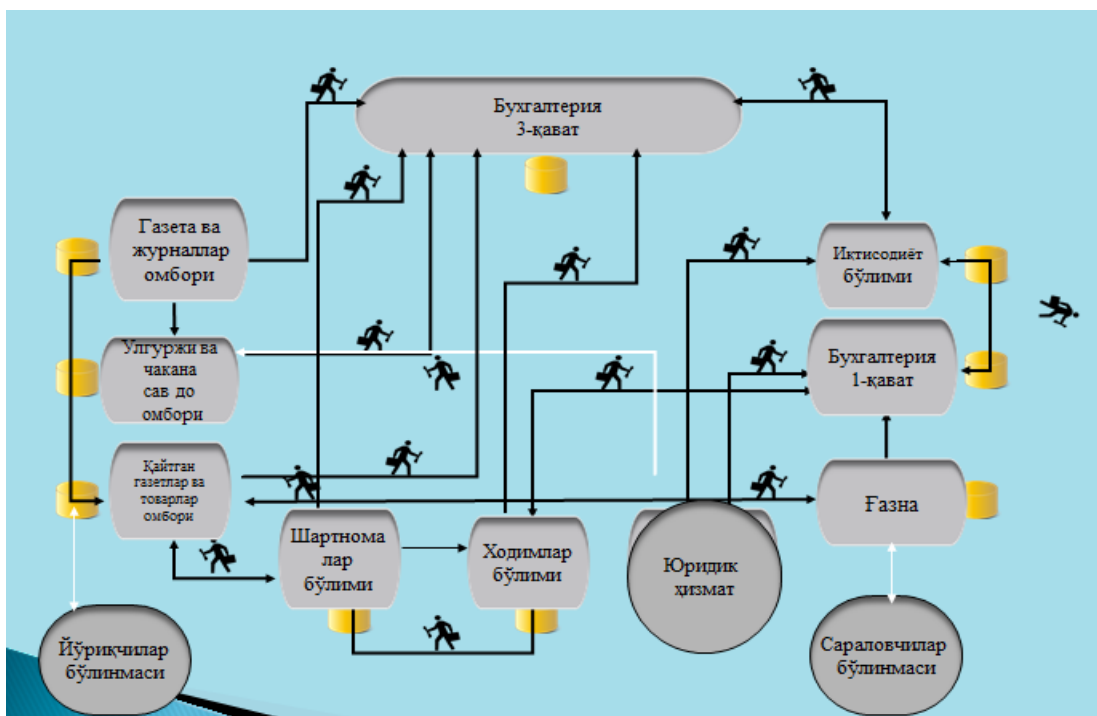 Бухгалтерия
3-қават
Газета ва
журналлар
омбори
Иқтисодиёт
бўлими
Улгуржи ва
чакана
сав до
омбори
Бухгалтерия
1-қават
Қайтган
газетлар ва
товарлар
омбори
Ғазна
Шартнома
лар
бўлими
Ходимлар
бўлими
Юридик
ҳизмат
Йўриқчилар
бўлинмаси
Сараловчилар
бўлинмаси